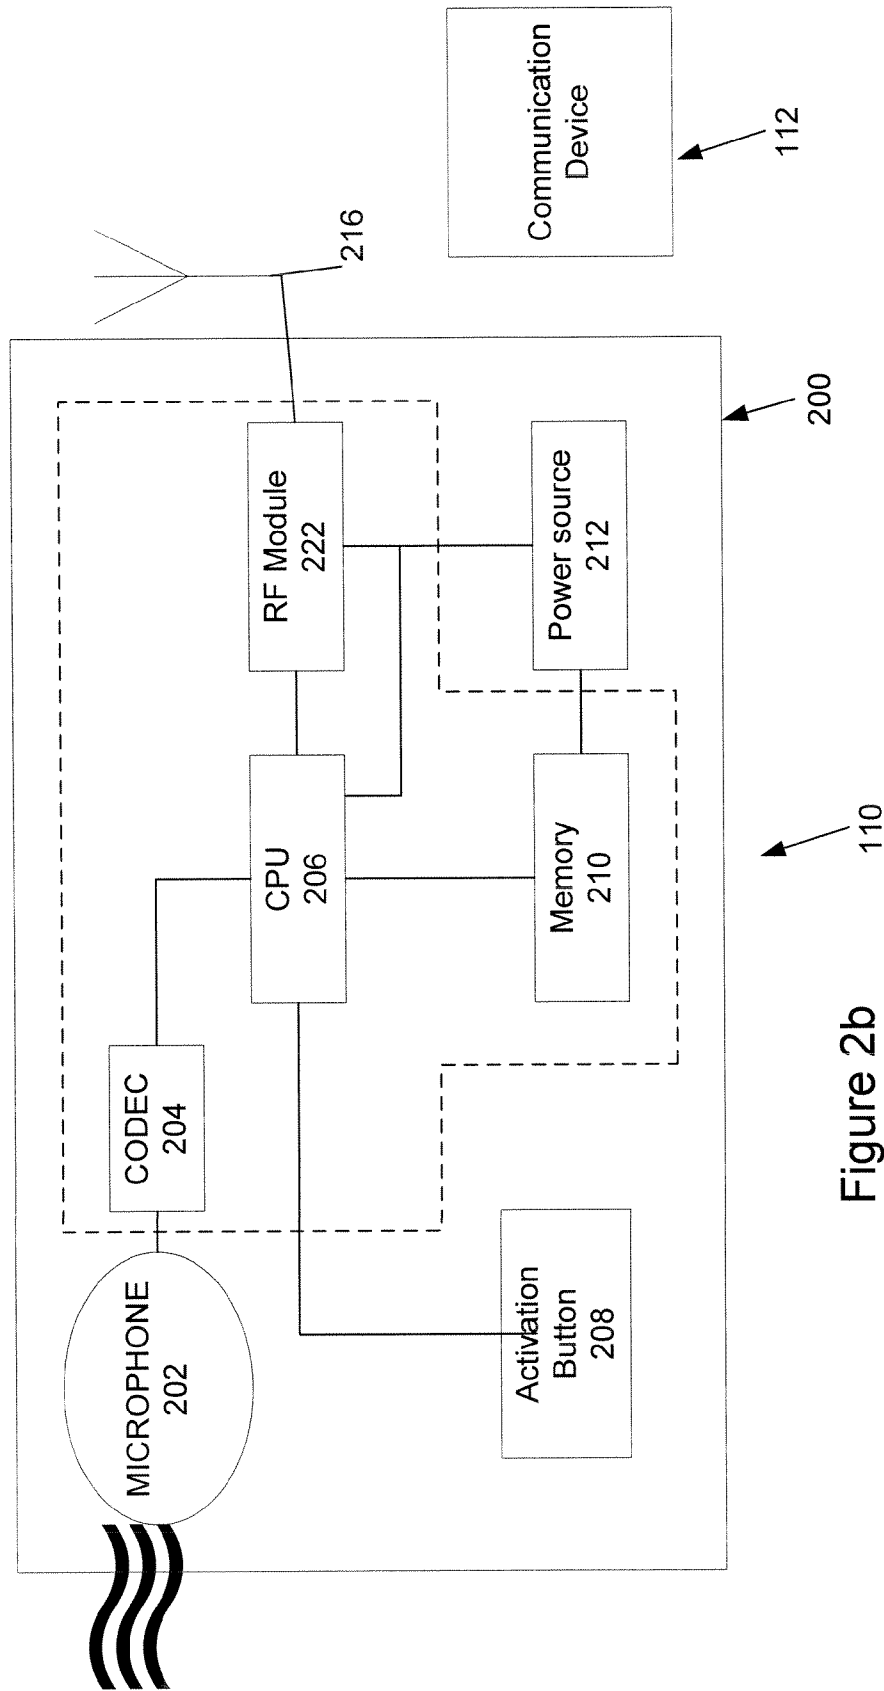 MICROPHONE
202
CODEC
204
CPU
206
RF Module
222
216
Activation
Button
208
Memory
210
Power source
212
Communication
Device
112
200
110
Figure 2b